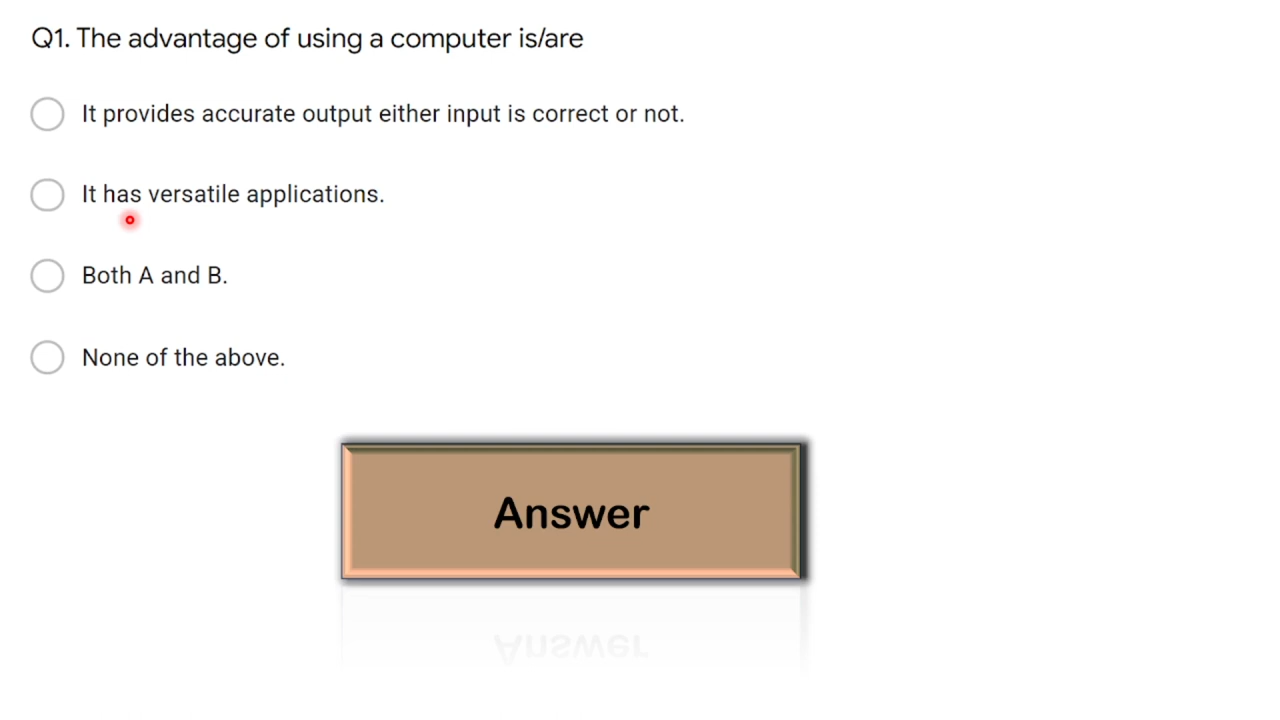 Q1. The advantage of using a computer is/are
It provides accurate output either input is correct or not.
It has versatile applications.
Both A and B.
None of the above.
Answer
Answer